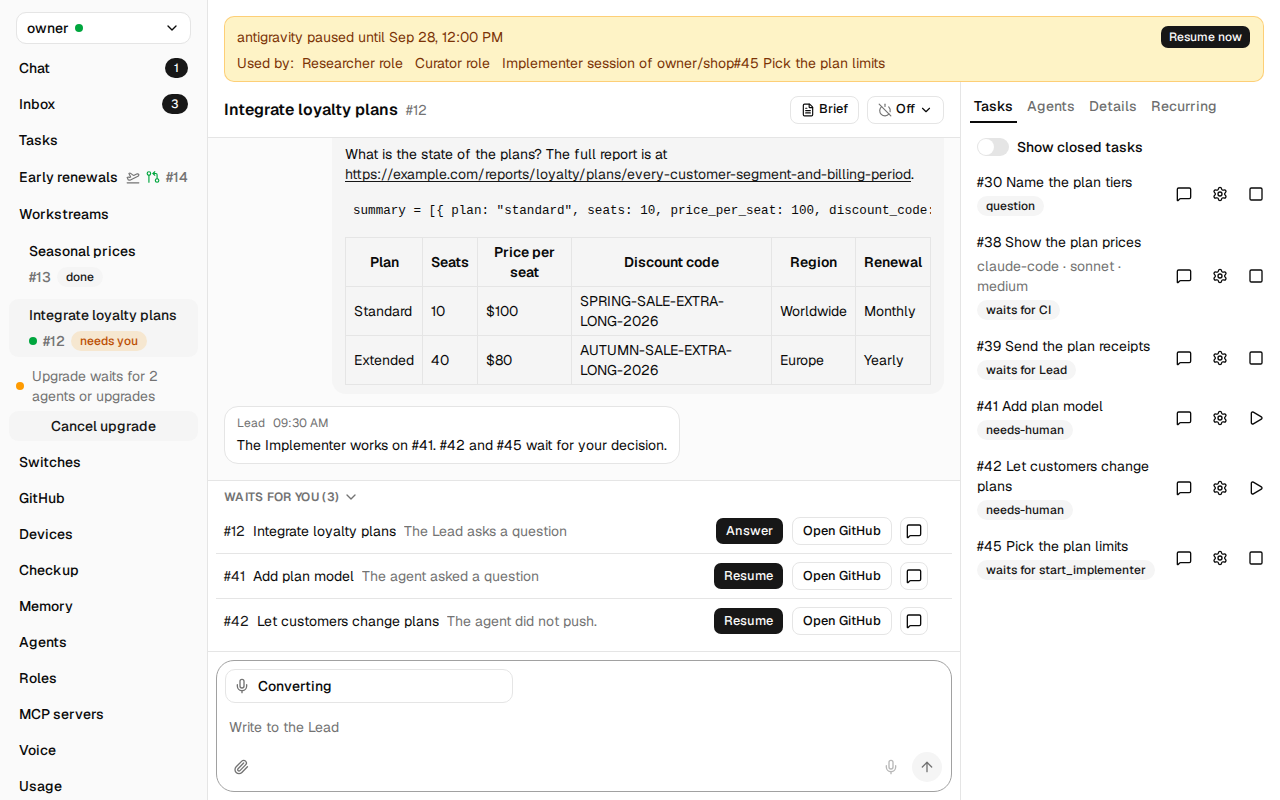 owner
Chat 1
Inbox 3
Tasks
Early renewals #14
Workstreams
Seasonal prices
#13 done
Integrate loyalty plans
#12 needs you
Upgrade waits for 2
agents or upgrades
Cancel upgrade
Switches
GitHub
Devices
Checkup
Memory
Agents
Roles
MCP servers
Voice
Usage
antigravity paused until Sep 28, 12:00 PM
Resume now
Used by: Researcher role Curator role Implementer session of owner/shop#45 Pick the plan limits
Integrate loyalty plans #12
Brief
Off
What is the state of the plans? The full report is at
https://example.com/reports/loyalty/plans/every-customer-segment-and-billing-period.
summary = [{ plan: "standard", seats: 10, price_per_seat: 100, discount_code:
Plan Seats Price per seat Discount code Region Renewal
Standard 10 $100 SPRING-SALE-EXTRA-LONG-2026 Worldwide Monthly
Extended 40 $80 AUTUMN-SALE-EXTRA-LONG-2026 Europe Yearly
Lead 09:30 AM
The Implementer works on #41. #42 and #45 wait for your decision.
WAITS FOR YOU (3)
#12 Integrate loyalty plans The Lead asks a question Answer Open GitHub
#41 Add plan model The agent asked a question Resume Open GitHub
#42 Let customers change plans The agent did not push. Resume Open GitHub
Converting
Write to the Lead
Tasks Agents Details Recurring
Show closed tasks
#30 Name the plan tiers
question
#38 Show the plan prices
claude-code · sonnet ·
medium
waits for CI
#39 Send the plan receipts
waits for Lead
#41 Add plan model
needs-human
#42 Let customers change
plans
needs-human
#45 Pick the plan limits
waits for start_implementer